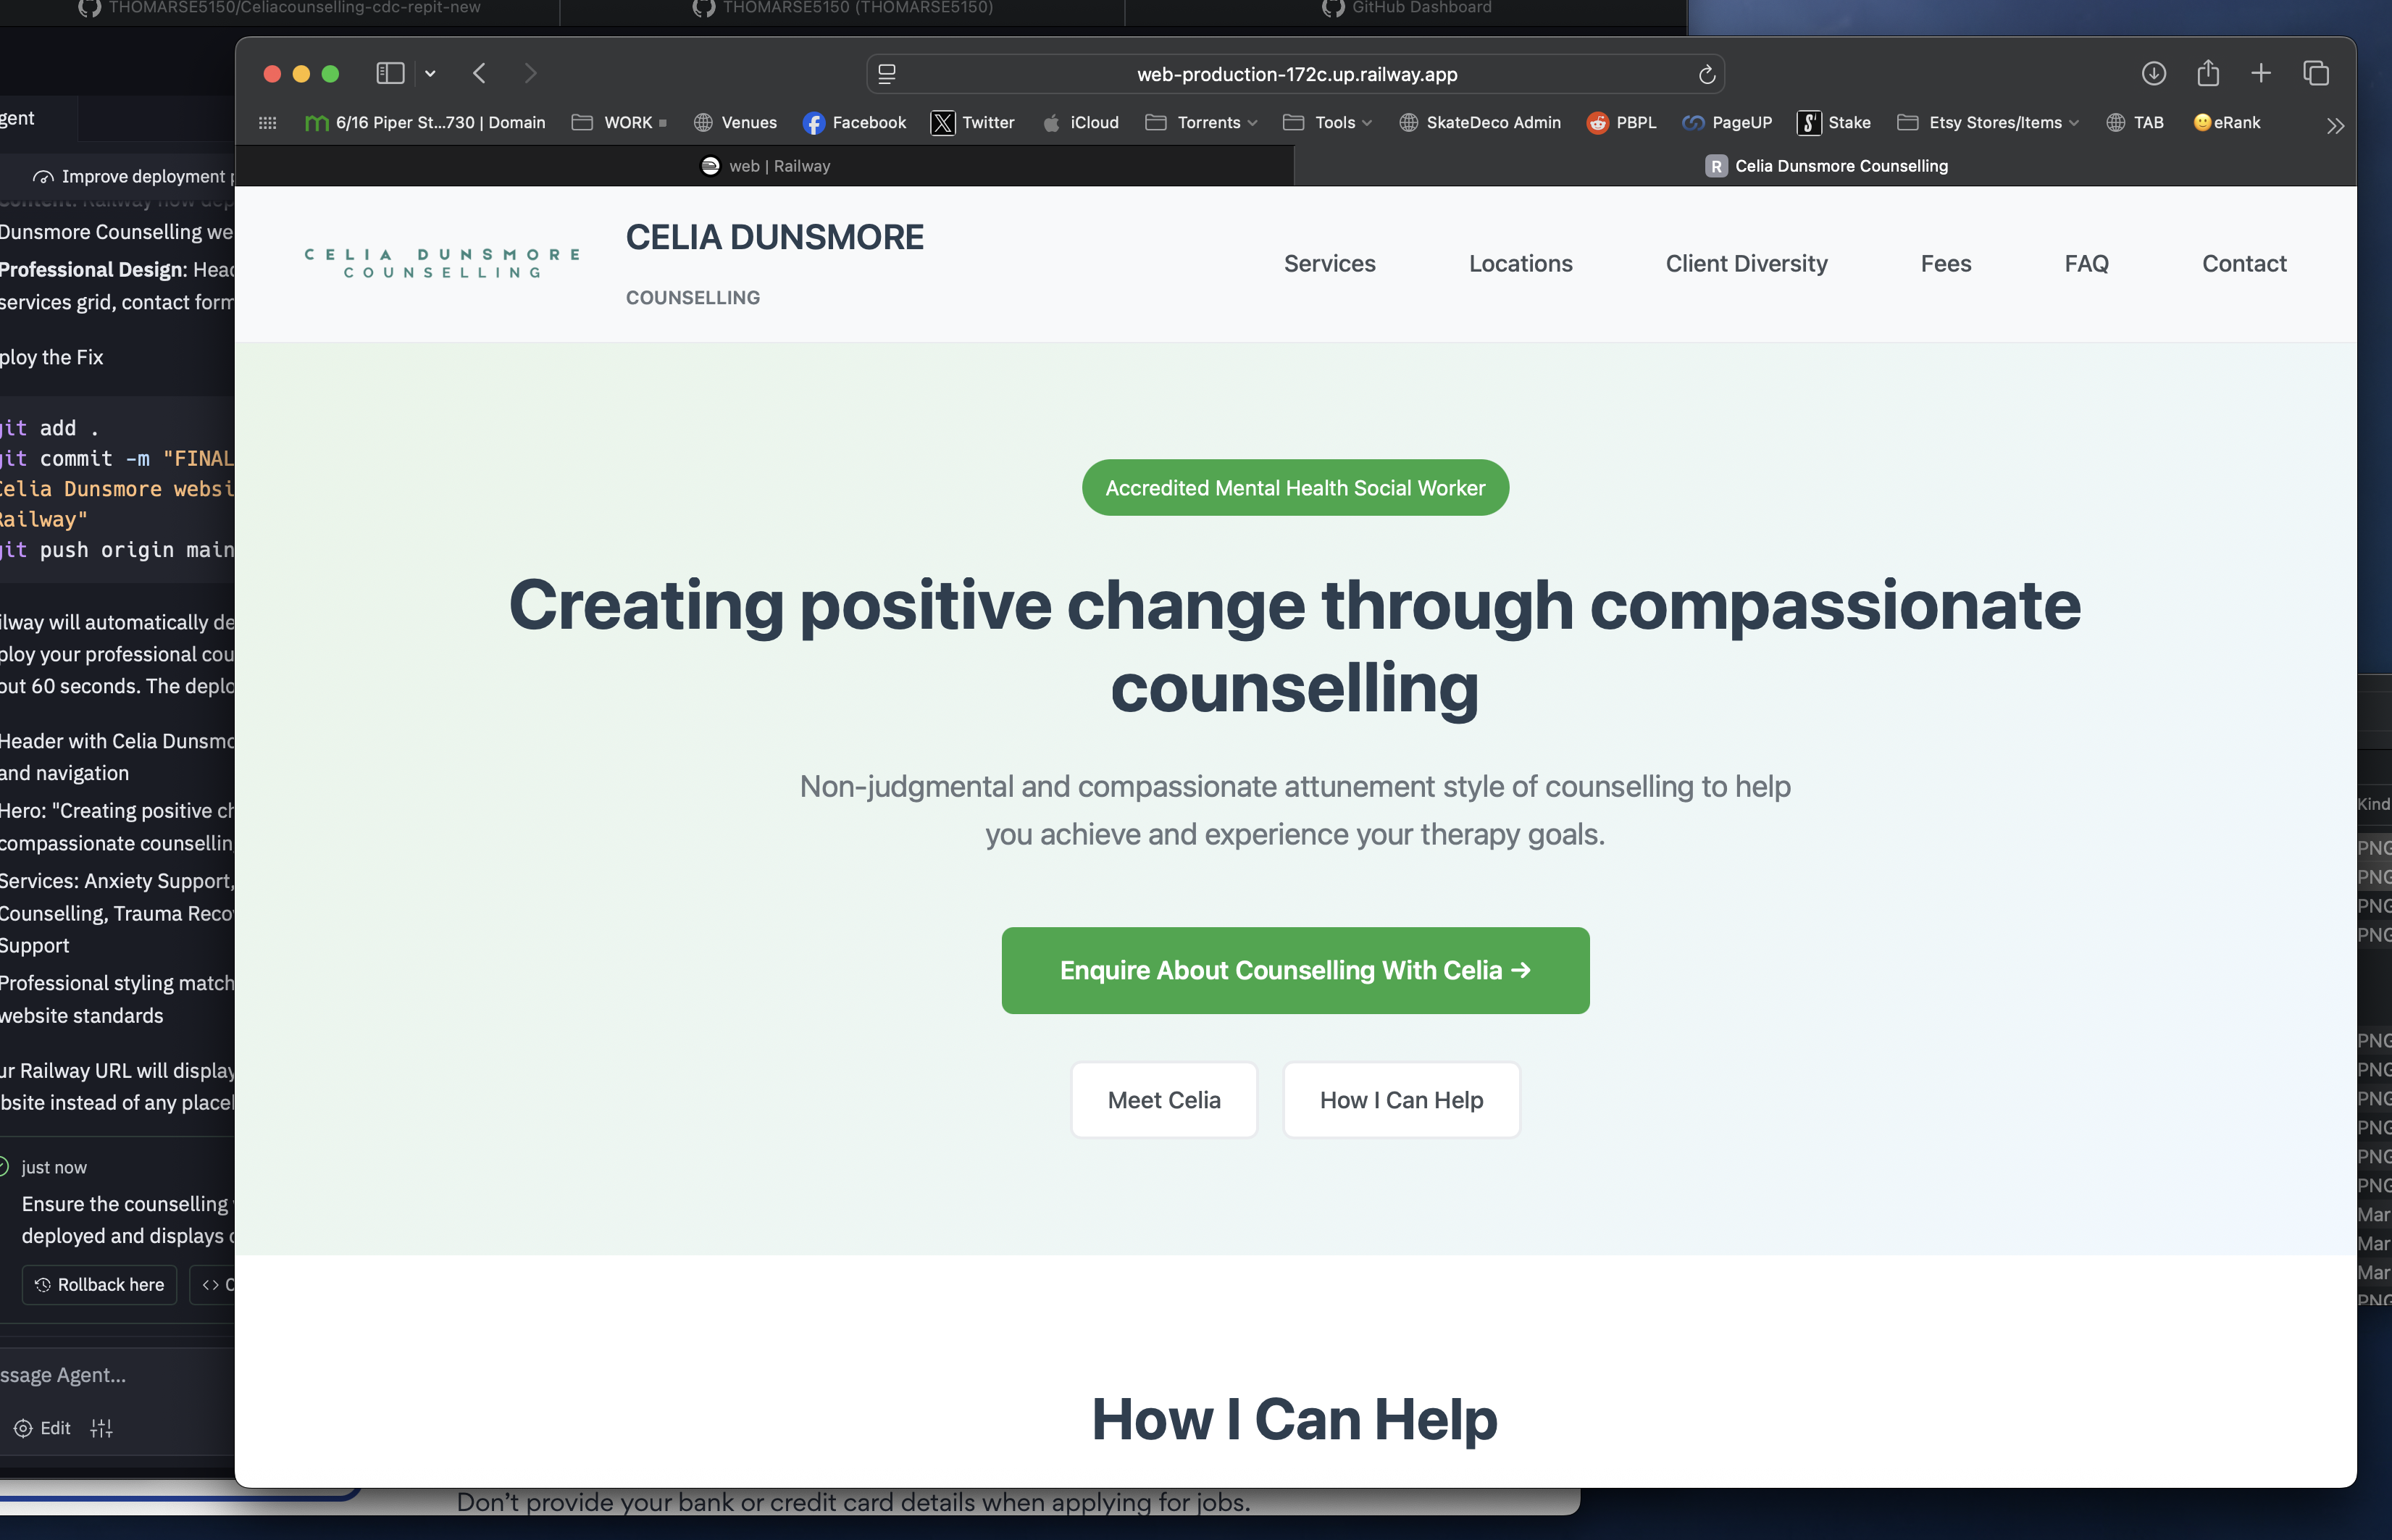 THOMARSE5150/Celiacounselling-cdc-repit-new
THOMARSE5150 (THOMARSE5150)
GitHub Dashboard
web-production-172c.up.railway.app
6/16 Piper St...730 | Domain
WORK
Venues
Facebook
Twitter
iCloud
Torrents
Tools
SkateDeco Admin
PBPL
PageUP
Stake
Etsy Stores/Items
TAB
eRank
web | Railway
R Celia Dunsmore Counselling
CELIA DUNSMORE
COUNSELLING
CELIA DUNSMORE
COUNSELLING
Services
Locations
Client Diversity
Fees
FAQ
Contact
Accredited Mental Health Social Worker
Creating positive change through compassionate
counselling
Non-judgmental and compassionate attunement style of counselling to help
you achieve and experience your therapy goals.
Enquire About Counselling With Celia →
Meet Celia
How I Can Help
How I Can Help
gent
Improve deployment p
Content: Railway now dep
Dunsmore Counselling we
Professional Design: Head
services grid, contact form
ploy the Fix
git add .
git commit -m "FINAL
Celia Dunsmore websi
Railway"
git push origin main
ilway will automatically de
ploy your professional cou
out 60 seconds. The deplo
Header with Celia Dunsmo
and navigation
Hero: "Creating positive ch
compassionate counsellin
Services: Anxiety Support,
Counselling, Trauma Reco
Support
Professional styling match
website standards
ur Railway URL will display
bsite instead of any placeh
just now
Ensure the counselling
deployed and displays
Rollback here
ssage Agent...
Edit
Kind
PNG
PNG
PNG
PNG
PNG
PNG
PNG
PNG
PNG
PNG
Mar
Mar
Mar
PNG
Don't provide your bank or credit card details when applying for jobs.